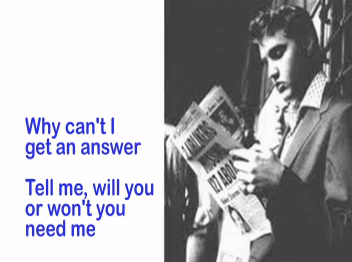 Why can't I
get an answer
Tell me, will you
or won't you
need me